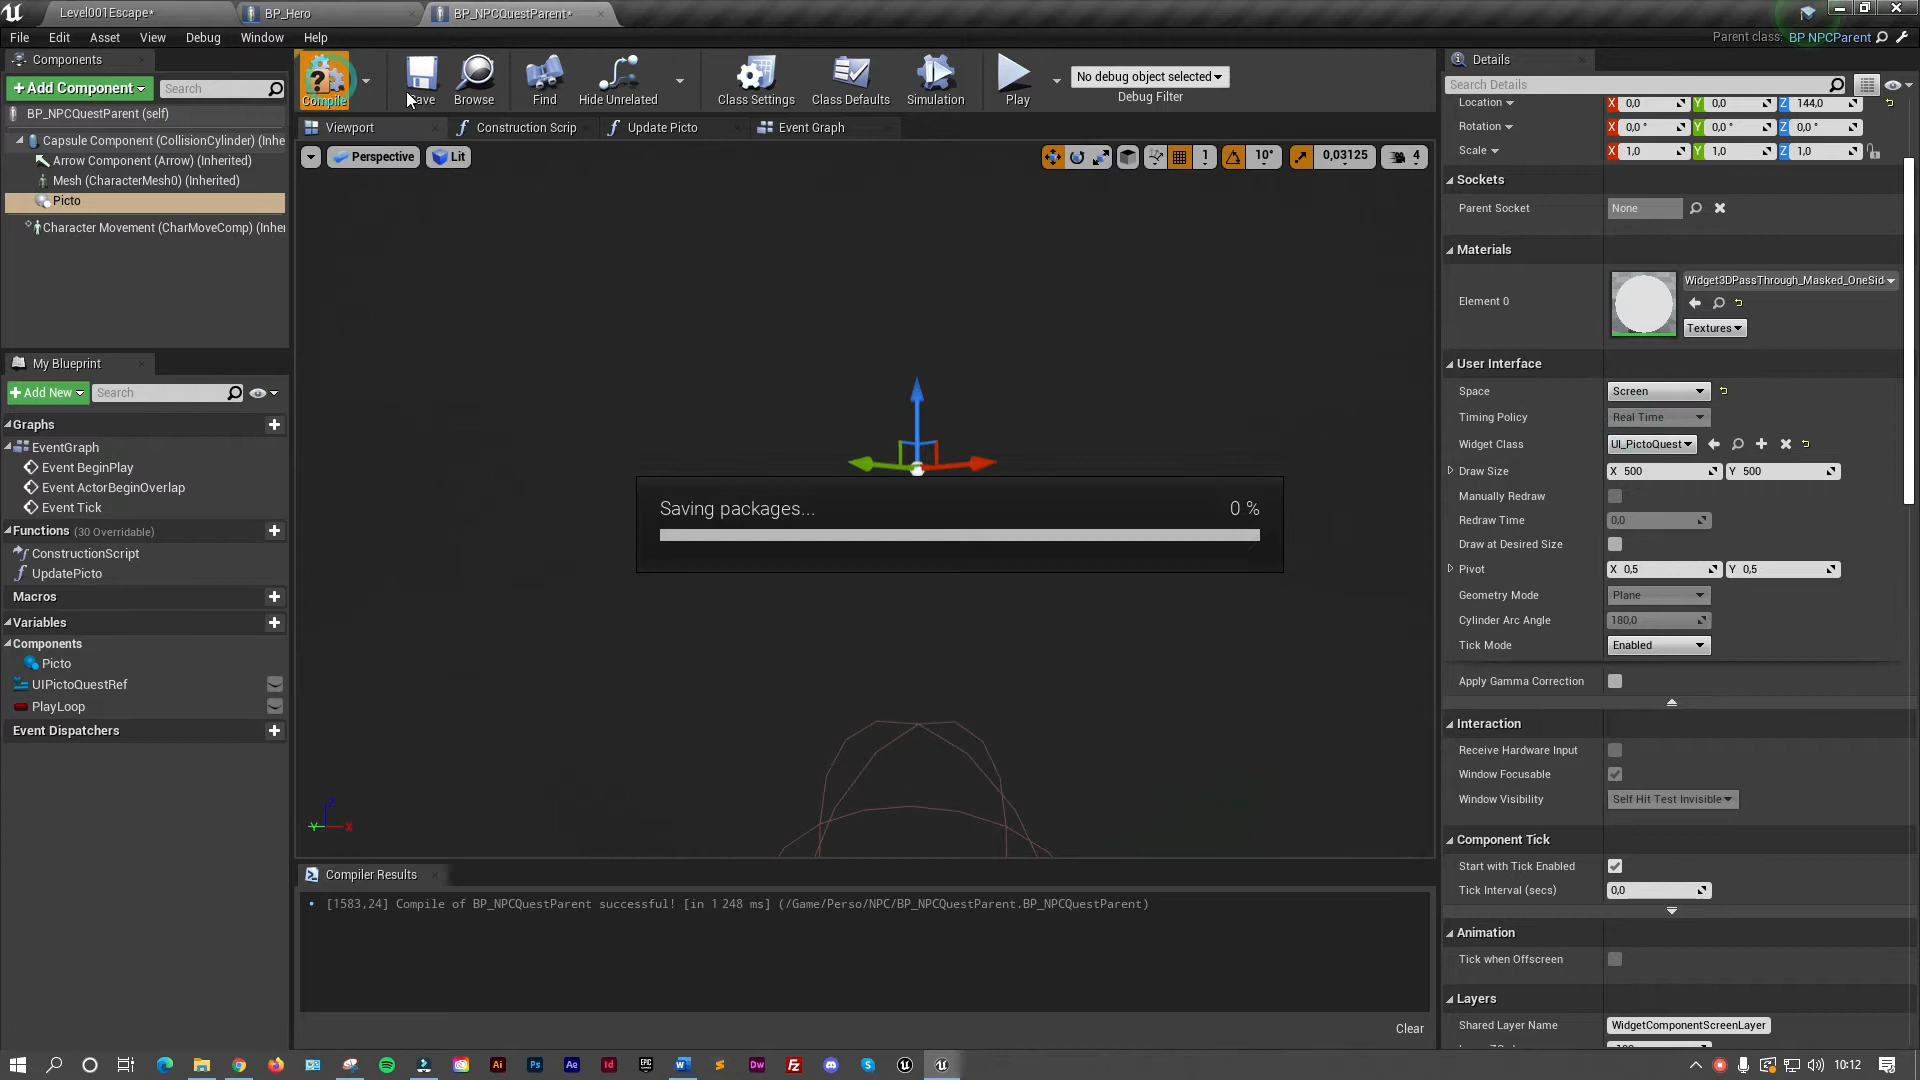 Level001Escape*
BP_Hero
BP_NPCQuestParent*
File Edit Asset View Debug Window Help
Parent class: BP NPCParent
Components
+Add Component
Search
BP_NPCQuestParent (self)
Capsule Component (CollisionCylinder) (Inhe
Arrow Component (Arrow) (Inherited)
Mesh (CharacterMesh0) (Inherited)
Picto
Character Movement (CharMoveComp) (Inher
Compile
Save
Browse
Find
Hide Unrelated
Class Settings
Class Defaults
Simulation
Play
No debug object selected
Debug Filter
Viewport
Construction Scrip
Update Picto
Event Graph
Perspective
Lit
1
10°
0,03125
4
Saving packages...
0 %
My Blueprint
+Add New
Search
Graphs
EventGraph
Event BeginPlay
Event ActorBeginOverlap
Event Tick
Functions (30 Overridable)
ConstructionScript
UpdatePicto
Macros
Variables
Components
Picto
UIPictoQuestRef
PlayLoop
Event Dispatchers
Compiler Results
[1583,24] Compile of BP_NPCQuestParent successful! [in 1 248 ms] (/Game/Perso/NPC/BP_NPCQuestParent.BP_NPCQuestParent)
Clear
Details
Search Details
Location X 0,0 Y 0,0 Z 144,0
Rotation X 0,0 ° Y 0,0 ° Z 0,0 °
Scale X 1,0 Y 1,0 Z 1,0
Sockets
Parent Socket None
Materials
Element 0
Widget3DPassThrough_Masked_OneSid
Textures
User Interface
Space Screen
Timing Policy Real Time
Widget Class UI_PictoQuest
Draw Size X 500 Y 500
Manually Redraw
Redraw Time 0,0
Draw at Desired Size
Pivot X 0,5 Y 0,5
Geometry Mode Plane
Cylinder Arc Angle 180,0
Tick Mode Enabled
Apply Gamma Correction
Interaction
Receive Hardware Input
Window Focusable
Window Visibility Self Hit Test Invisible
Component Tick
Start with Tick Enabled
Tick Interval (secs) 0,0
Animation
Tick when Offscreen
Layers
Shared Layer Name WidgetComponentScreenLayer
10:12